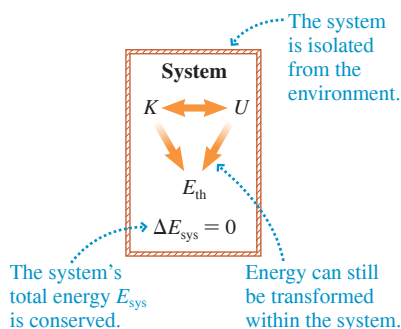 The system
is isolated
from the
environment.
System
K
U
E_th
ΔE_sys = 0
The system's
total energy E_sys
is conserved.
Energy can still
be transformed
within the system.